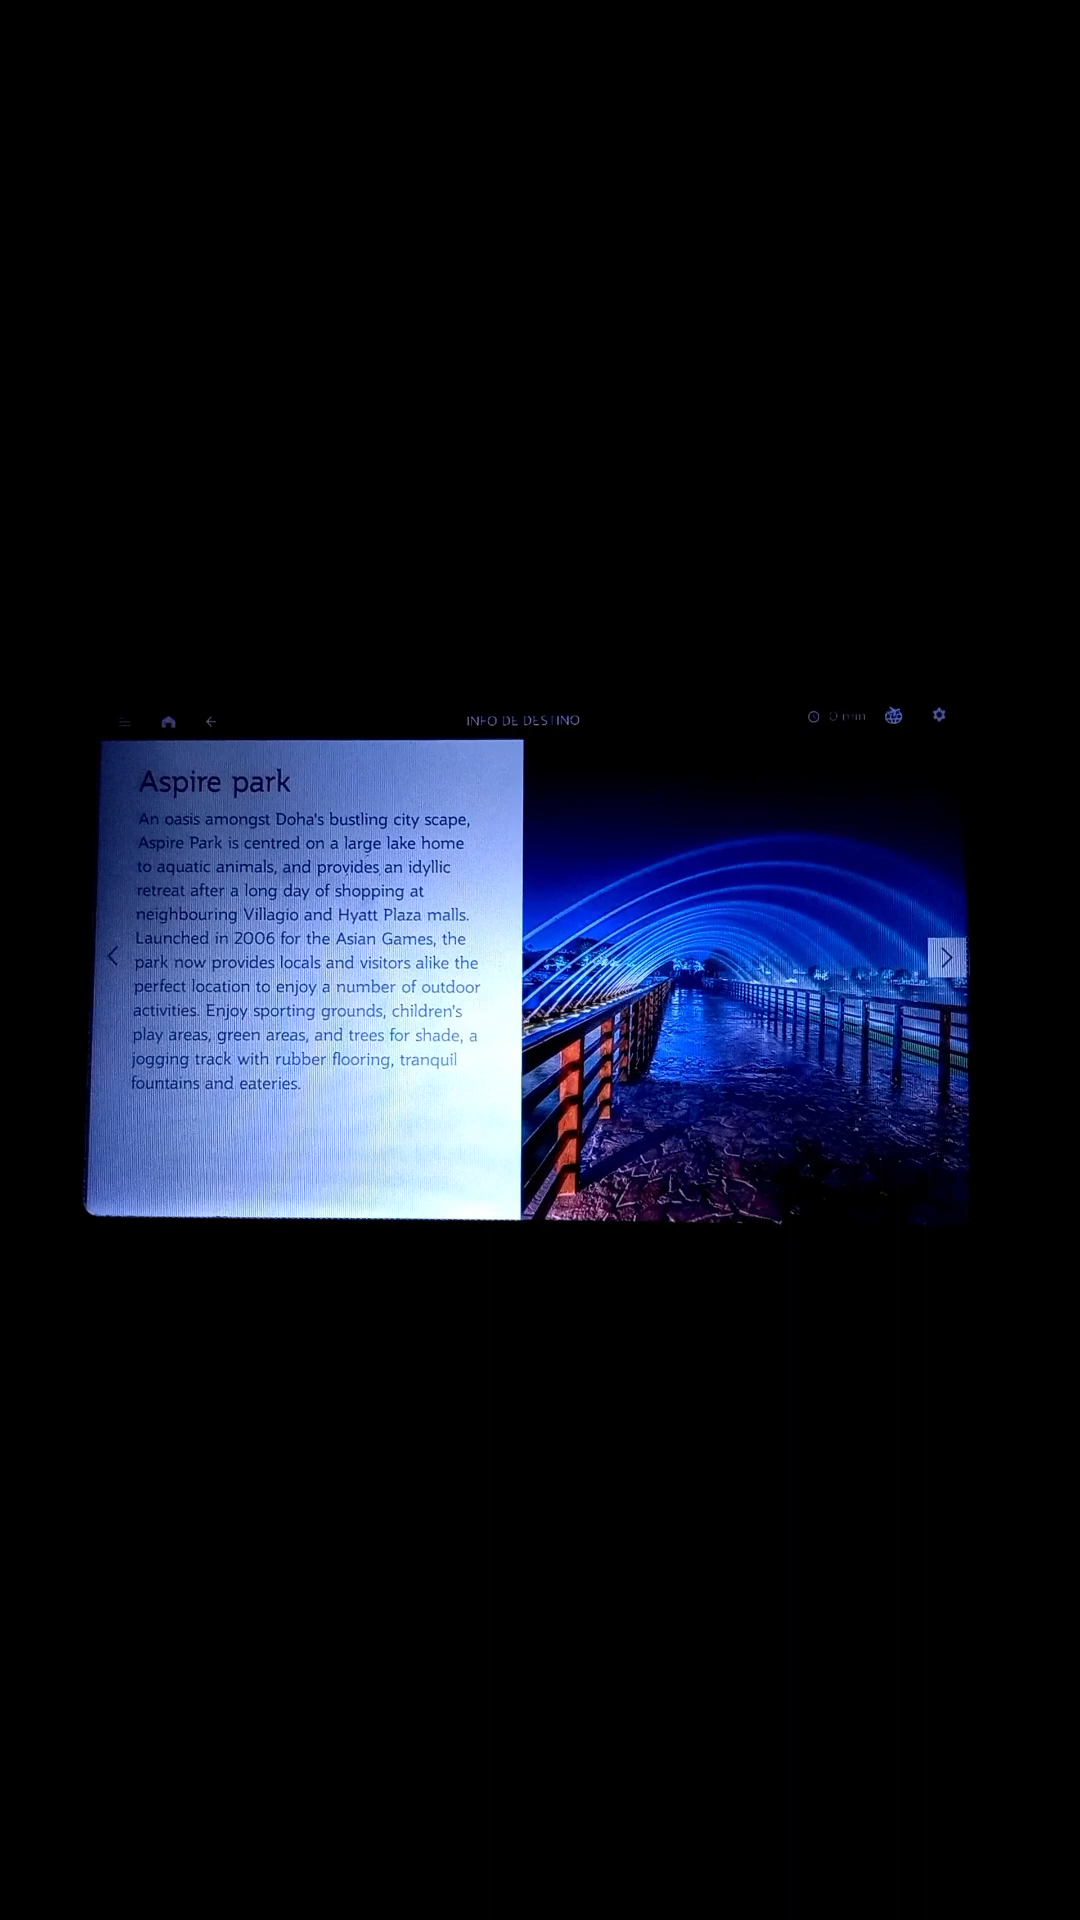 INFO DE DESTINO
0 min
Aspire park
An oasis amongst Doha's bustling city scape,
Aspire Park is centred on a large lake home
to aquatic animals, and provides an idyllic
retreat after a long day of shopping at
neighbouring Villagio and Hyatt Plaza malls.
Launched in 2006 for the Asian Games, the
park now provides locals and visitors alike the
perfect location to enjoy a number of outdoor
activities. Enjoy sporting grounds, children's
play areas, green areas, and trees for shade, a
jogging track with rubber flooring, tranquil
fountains and eateries.